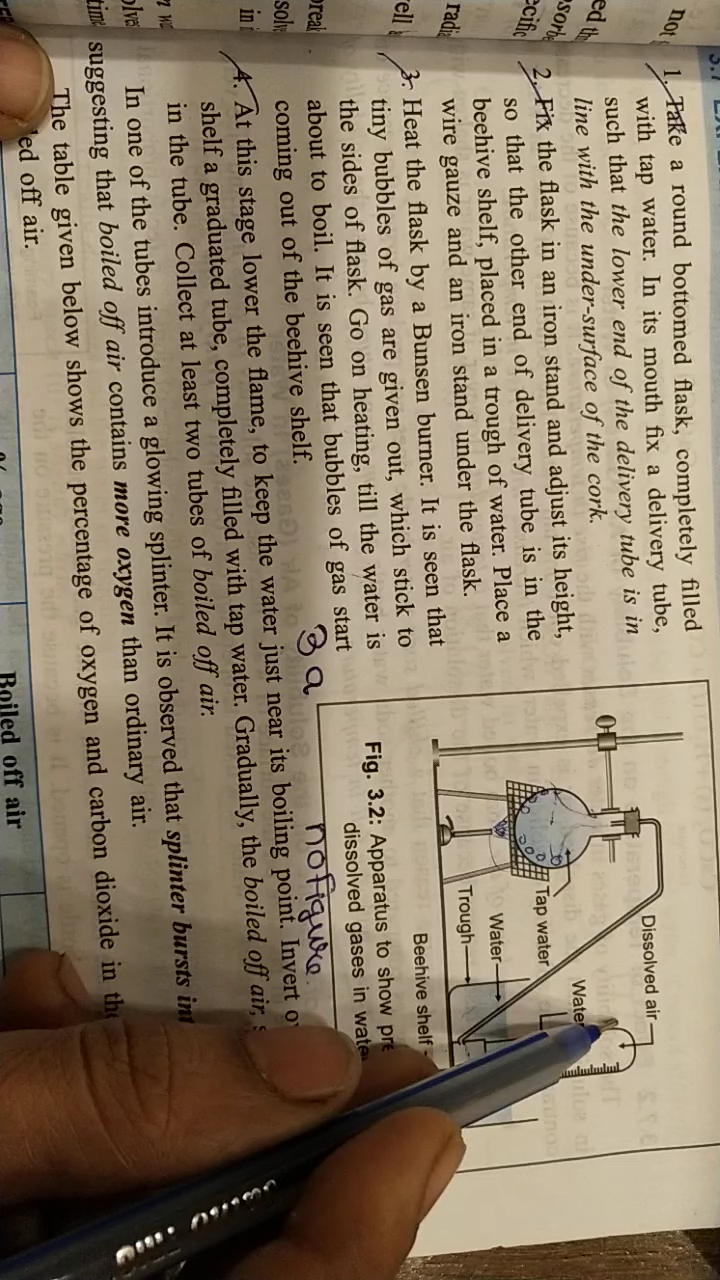 1. Take a round bottomed flask, completely filled
with tap water. In its mouth fix a delivery tube,
such that the lower end of the delivery tube is in
line with the under-surface of the cork.
2. Fix the flask in an iron stand and adjust its height,
so that the other end of delivery tube is in the
beehive shelf, placed in a trough of water. Place a
wire gauze and an iron stand under the flask.
3. Heat the flask by a Bunsen burner. It is seen that
tiny bubbles of gas are given out, which stick to
the sides of flask. Go on heating, till the water is
about to boil. It is seen that bubbles of gas start
coming out of the beehive shelf.
4. At this stage lower the flame, to keep the water just near its boiling point. Invert
shelf a graduated tube, completely filled with tap water. Gradually, the boiled off air,
in the tube. Collect at least two tubes of boiled off air.
In one of the tubes introduce a glowing splinter. It is observed that splinter bursts
suggesting that boiled off air contains more oxygen than ordinary air.
The table given below shows the percentage of oxygen and carbon dioxide in
off air.
Boiled off air
Dissolved air
Water
Tap water
Water
Trough
Beehive shelf
Fig. 3.2: Apparatus to show
dissolved gases in
3 a
no figure.